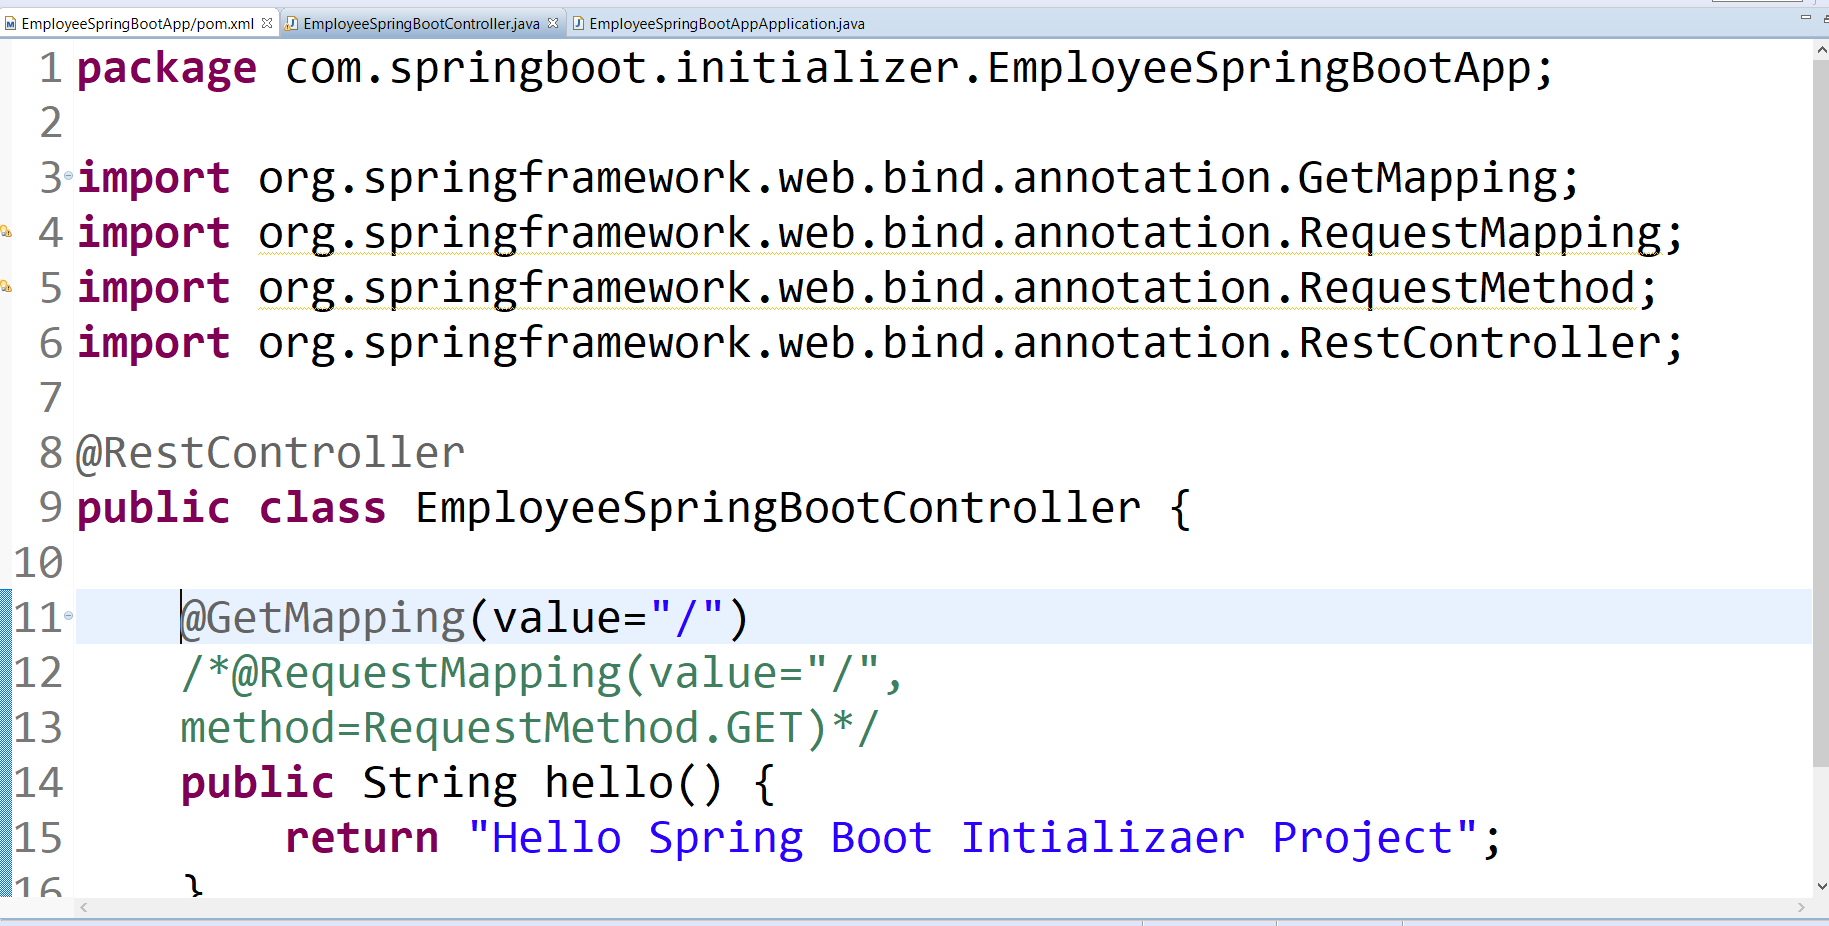 EmployeeSpringBootApp/pom.xml EmployeeSpringBootController.java EmployeeSpringBootAppApplication.java
1 package com.springboot.initializer.EmployeeSpringBootApp;
2
3 import org.springframework.web.bind.annotation.GetMapping;
4 import org.springframework.web.bind.annotation.RequestMapping;
5 import org.springframework.web.bind.annotation.RequestMethod;
6 import org.springframework.web.bind.annotation.RestController;
7
8 @RestController
9 public class EmployeeSpringBootController {
10
11 @GetMapping(value="/")
12 /*@RequestMapping(value="/",
13 method=RequestMethod.GET)*/
14 public String hello() {
15 return "Hello Spring Boot Intializaer Project";
16 }